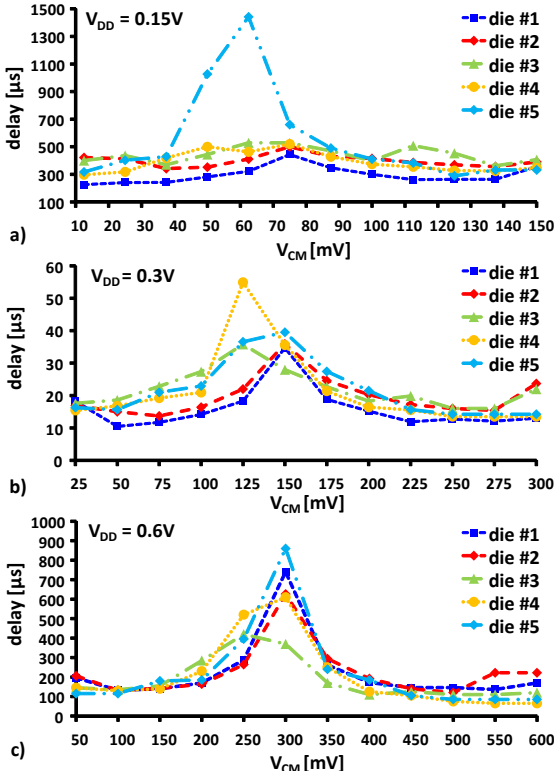 1500
1300
1100
900
700
500
300
100
delay [µs]
V_DD = 0.15V
die #1
die #2
die #3
die #4
die #5
10 20 30 40 50 60 70 80 90 100 110 120 130 140 150
a)
V_CM [mV]
60
50
40
30
20
10
0
delay [µs]
V_DD = 0.3V
die #1
die #2
die #3
die #4
die #5
25 50 75 100 125 150 175 200 225 250 275 300
b)
V_CM [mV]
1000
900
800
700
600
500
400
300
200
100
0
delay [µs]
V_DD = 0.6V
die #1
die #2
die #3
die #4
die #5
50 100 150 200 250 300 350 400 450 500 550 600
c)
V_CM [mV]